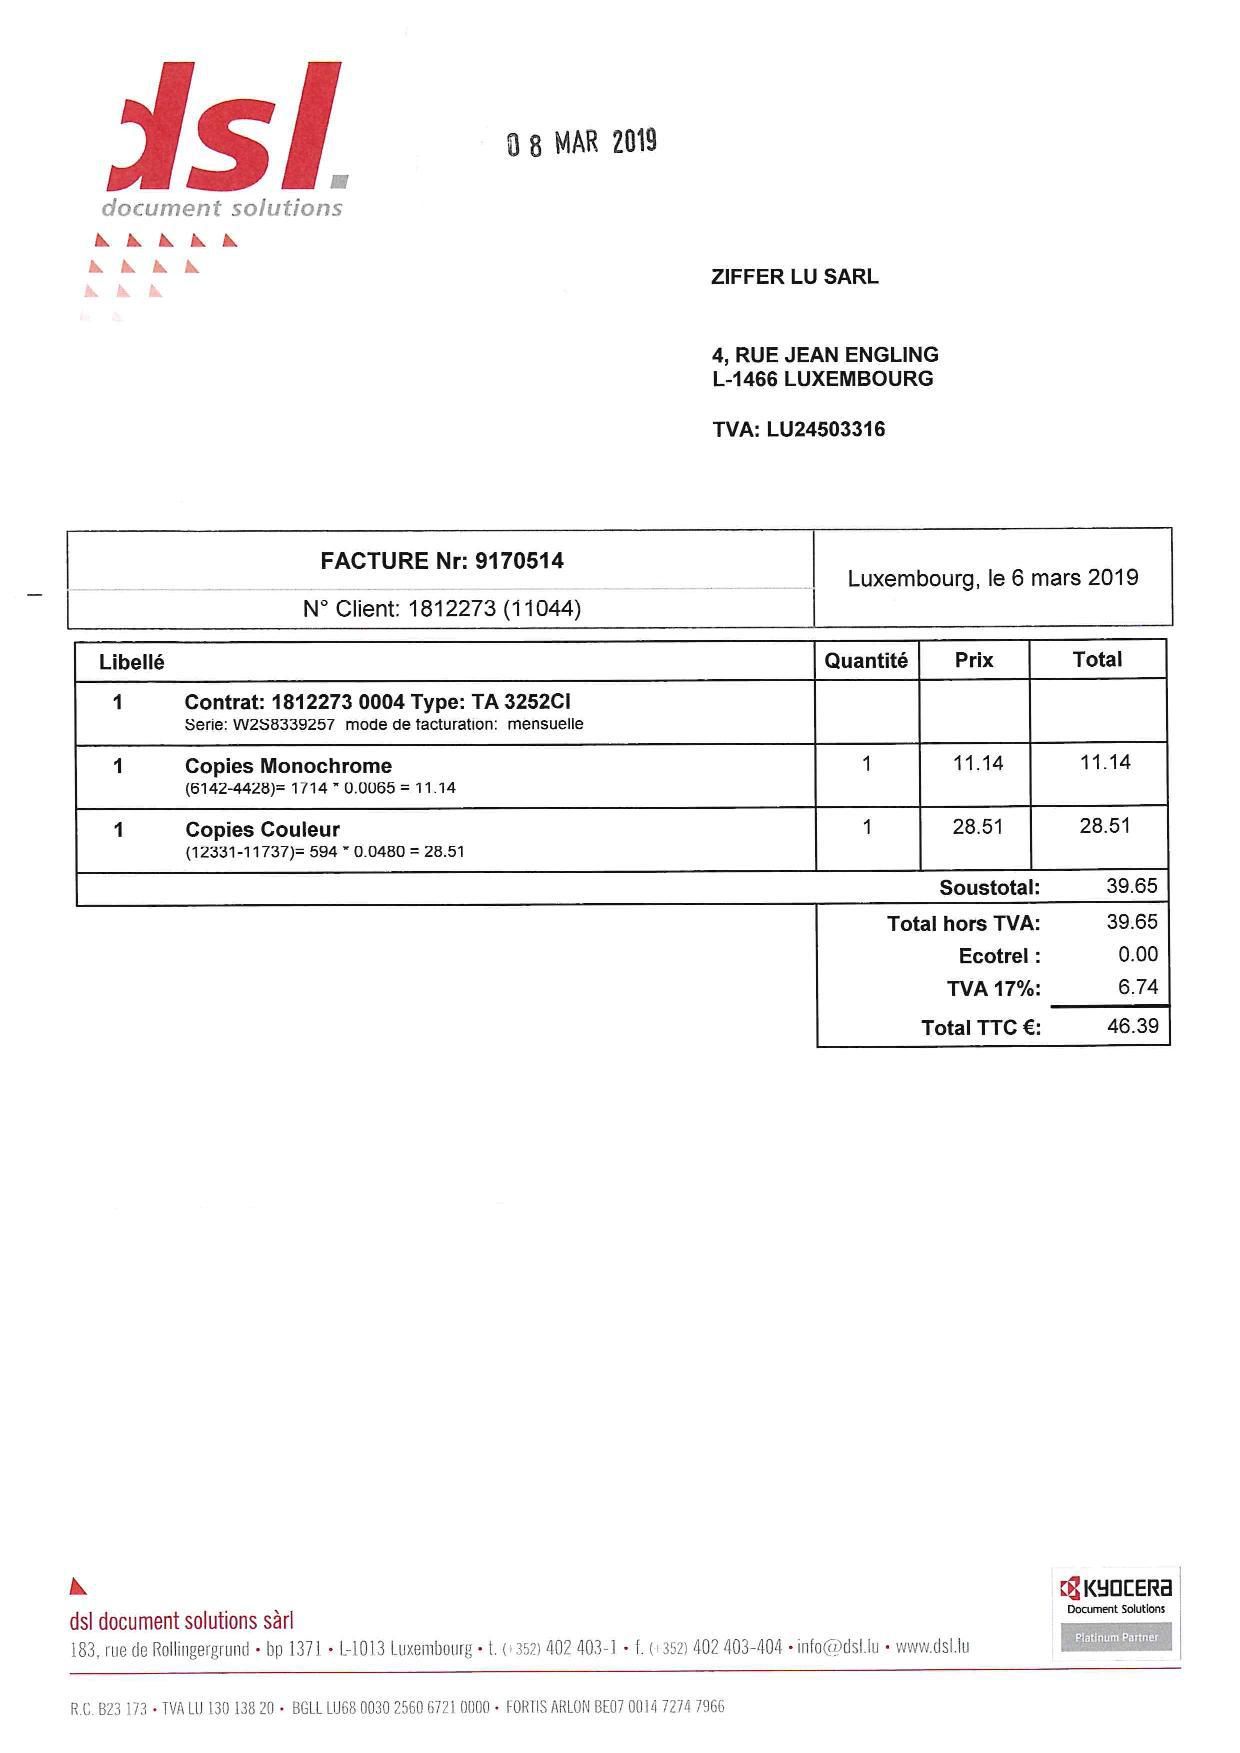 dsl.
document solutions
08 MAR 2019
ZIFFER LU SARL
4, RUE JEAN ENGLING
L-1466 LUXEMBOURG
TVA: LU24503316
FACTURE Nr: 9170514
N° Client: 1812273 (11044)
Luxembourg, le 6 mars 2019
Libellé Quantité Prix Total
1 Contrat: 1812273 0004 Type: TA 3252CI
Serie: W2S8339257 mode de facturation: mensuelle
1 Copies Monochrome 1 11.14 11.14
(6142-4428)= 1714 * 0.0065 = 11.14
1 Copies Couleur 1 28.51 28.51
(12331-11737)= 594 * 0.0480 = 28.51
Soustotal: 39.65
Total hors TVA: 39.65
Ecotrel : 0.00
TVA 17%: 6.74
Total TTC €: 46.39
KYOCERA
Document Solutions
Platinum Partner
dsl document solutions sàrl
183, rue de Rollingergrund • bp 1371 • L-1013 Luxembourg • t. (+352) 402 403-1 • f. (+352) 402 403-404 • info@dsl.lu • www.dsl.lu
R.C. B23 173 • TVA LU 130 138 20 • BGLL LU68 0030 2560 6721 0000 • FORTIS ARLON BE07 0014 7274 7966